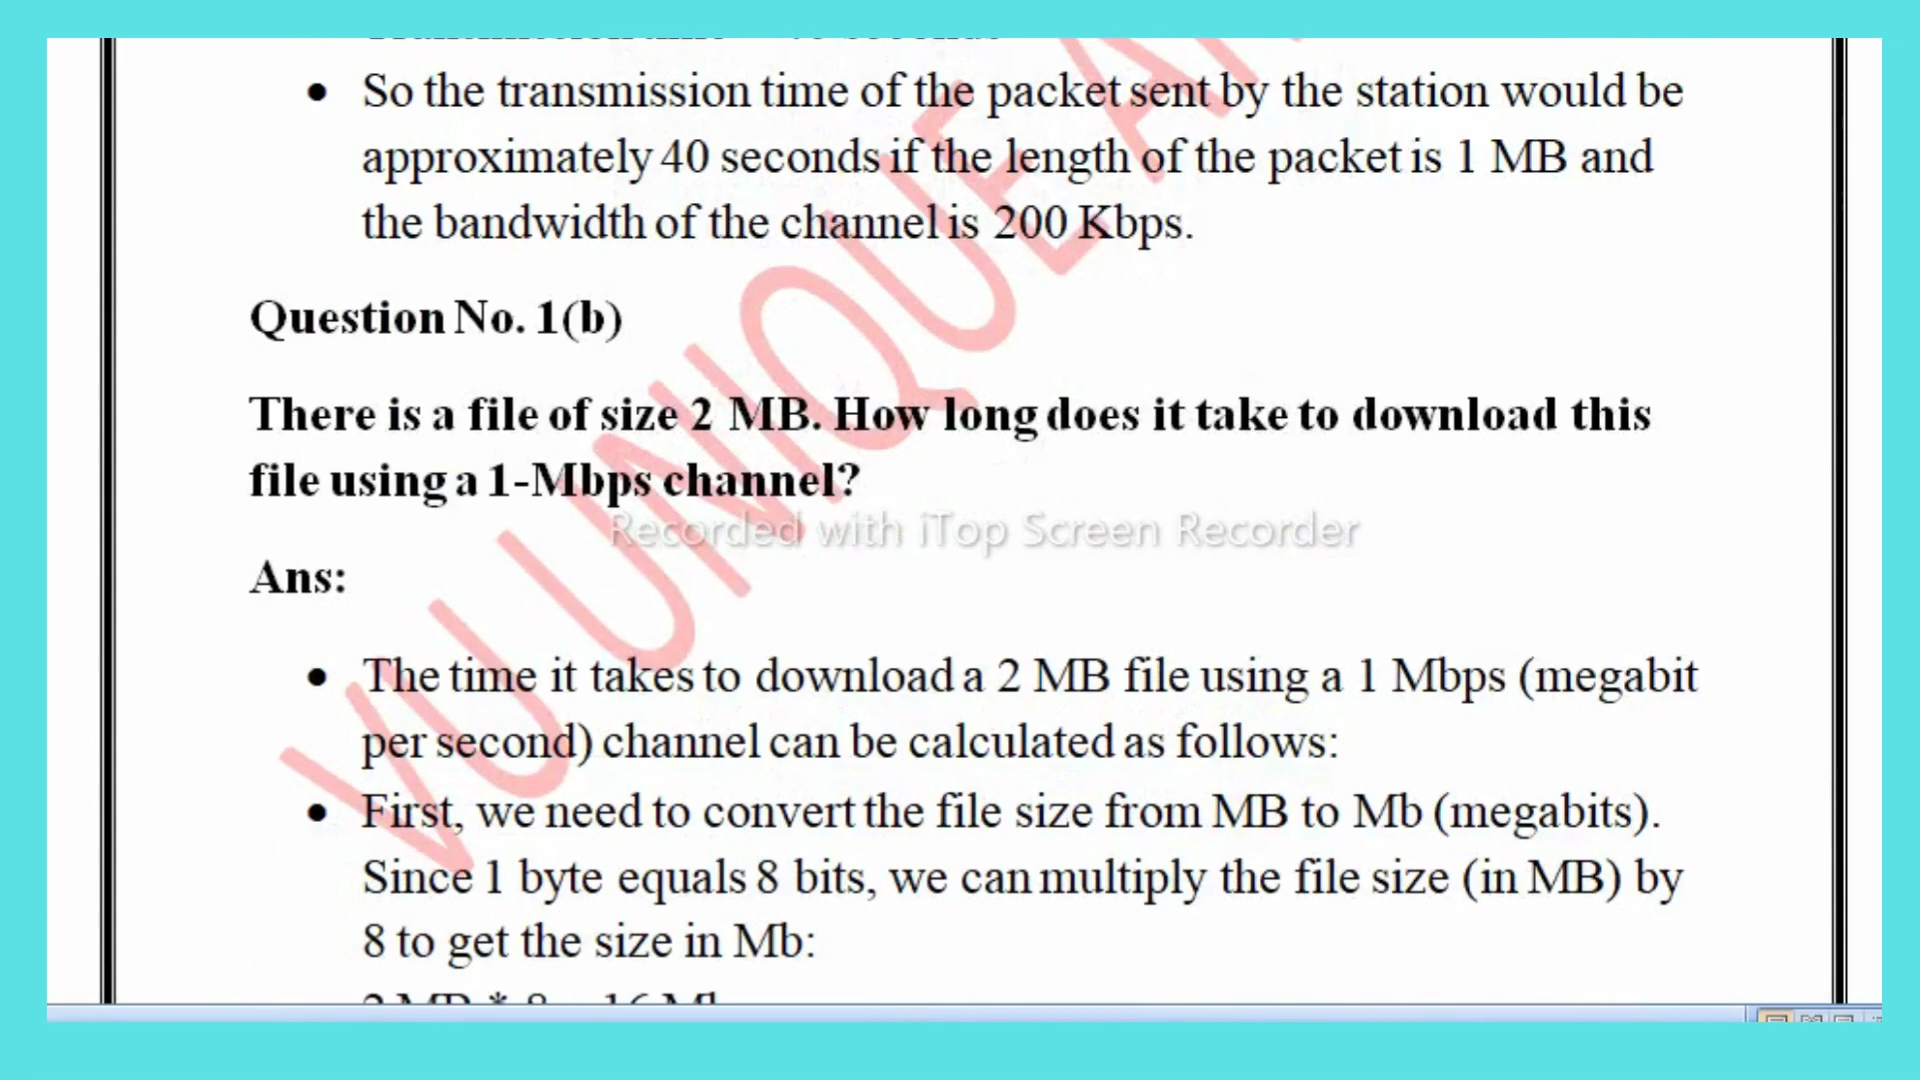 So the transmission time of the packet sent by the station would be
approximately 40 seconds if the length of the packet is 1 MB and
the bandwidth of the channel is 200 Kbps.
Question No. 1(b)
There is a file of size 2 MB. How long does it take to download this
file using a 1-Mbps channel?
Recorded with iTop Screen Recorder
Ans:
The time it takes to download a 2 MB file using a 1 Mbps (megabit
per second) channel can be calculated as follows:
First, we need to convert the file size from MB to Mb (megabits).
Since 1 byte equals 8 bits, we can multiply the file size (in MB) by
8 to get the size in Mb:
VU UNIQUE